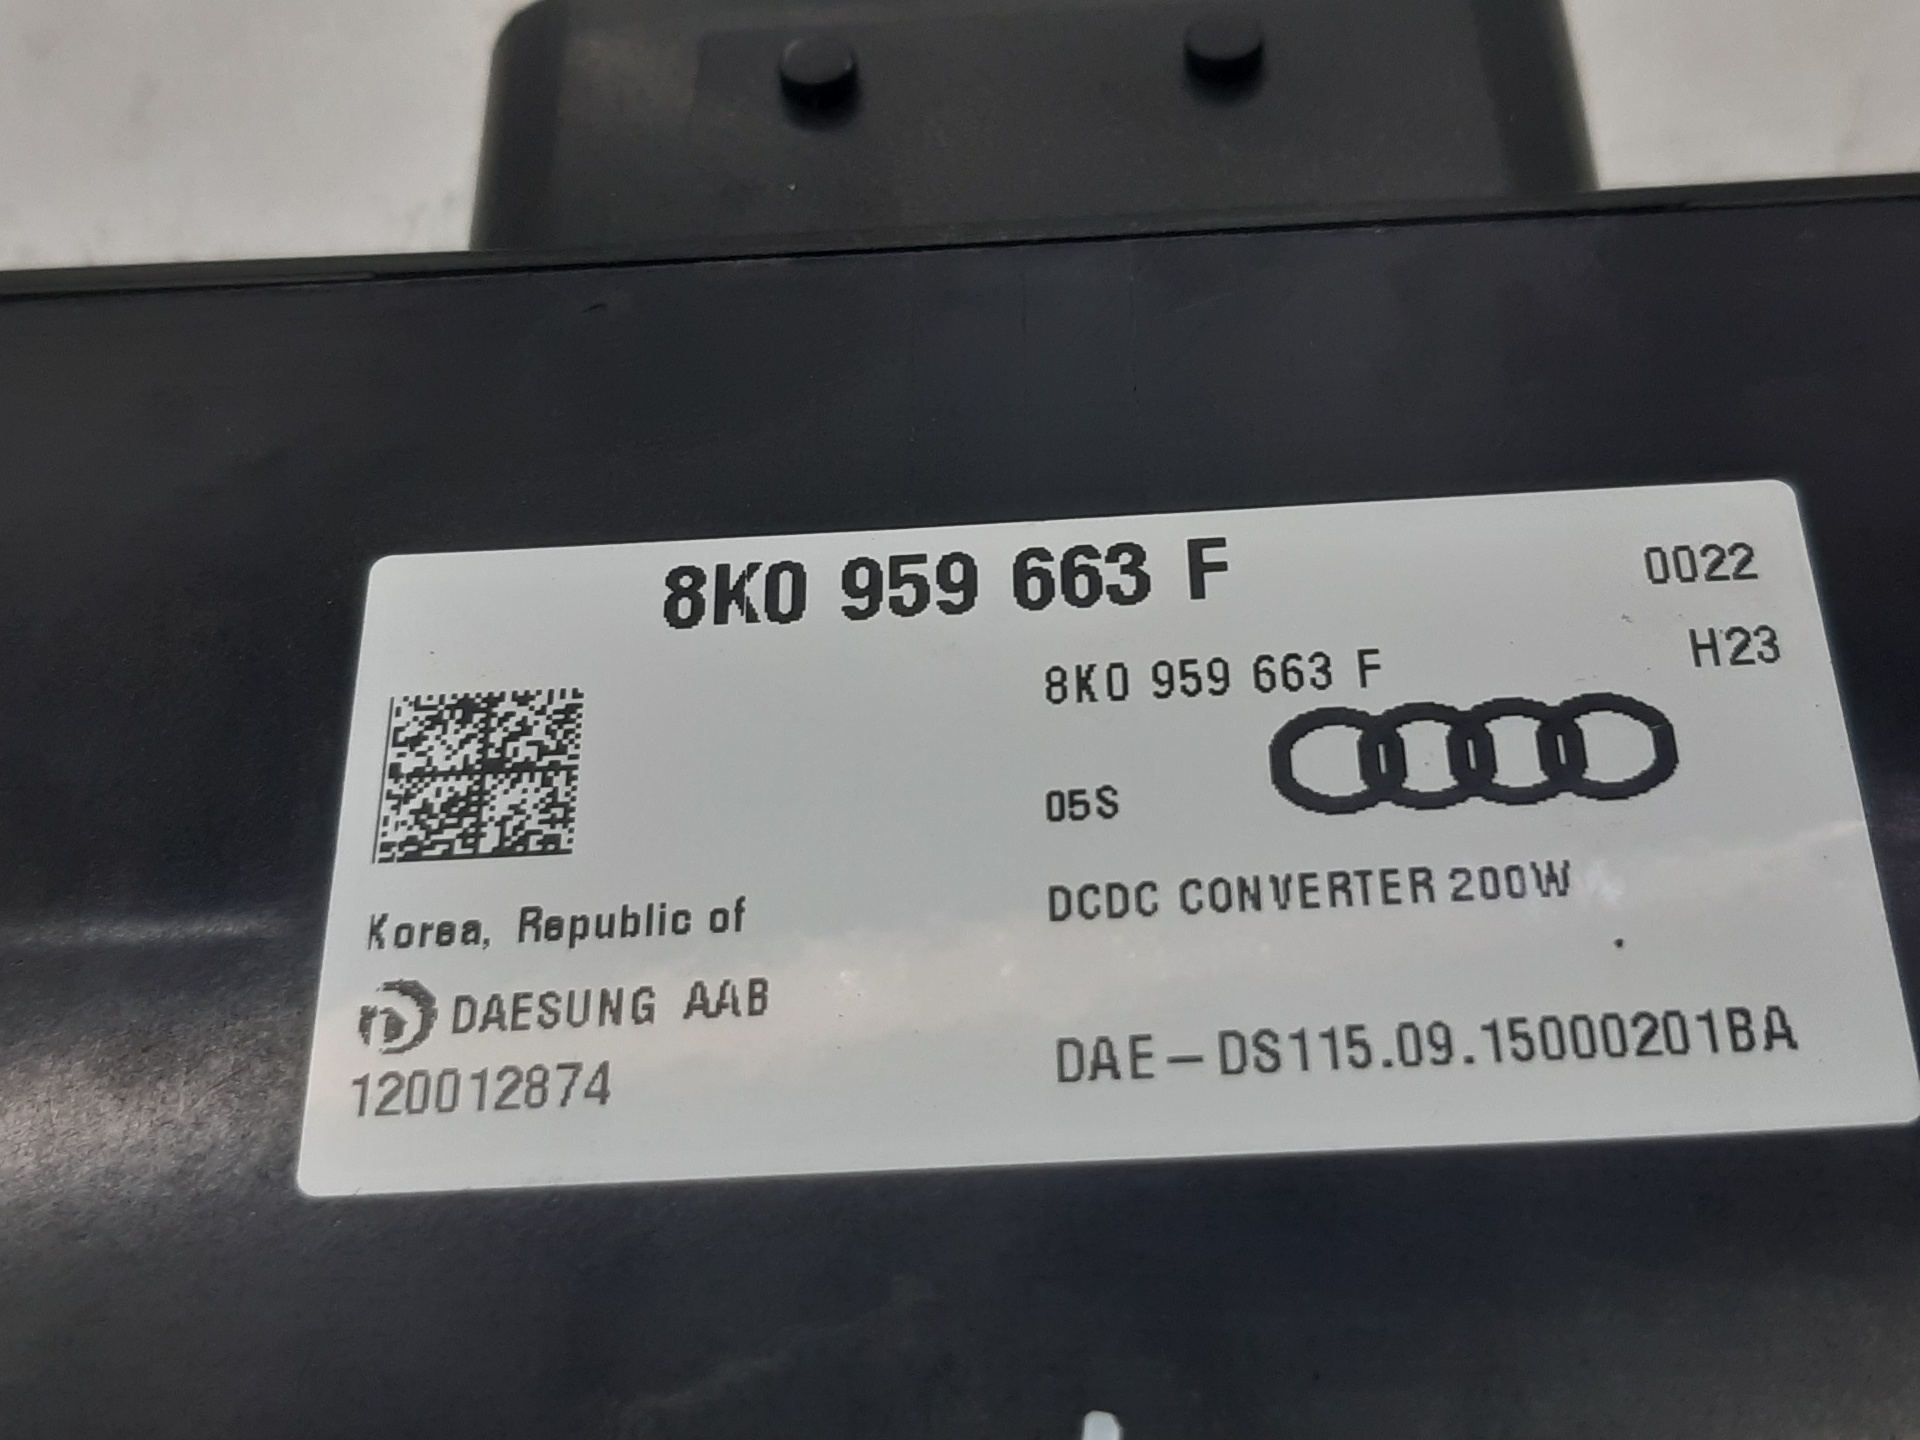 8K0 959 663 F
0022
H23
8K0 959 663 F
05S
DCDC CONVERTER 200W
Korea, Republic of
DAESUNG AAB
120012874
DAE-DS115.09.15000201BA